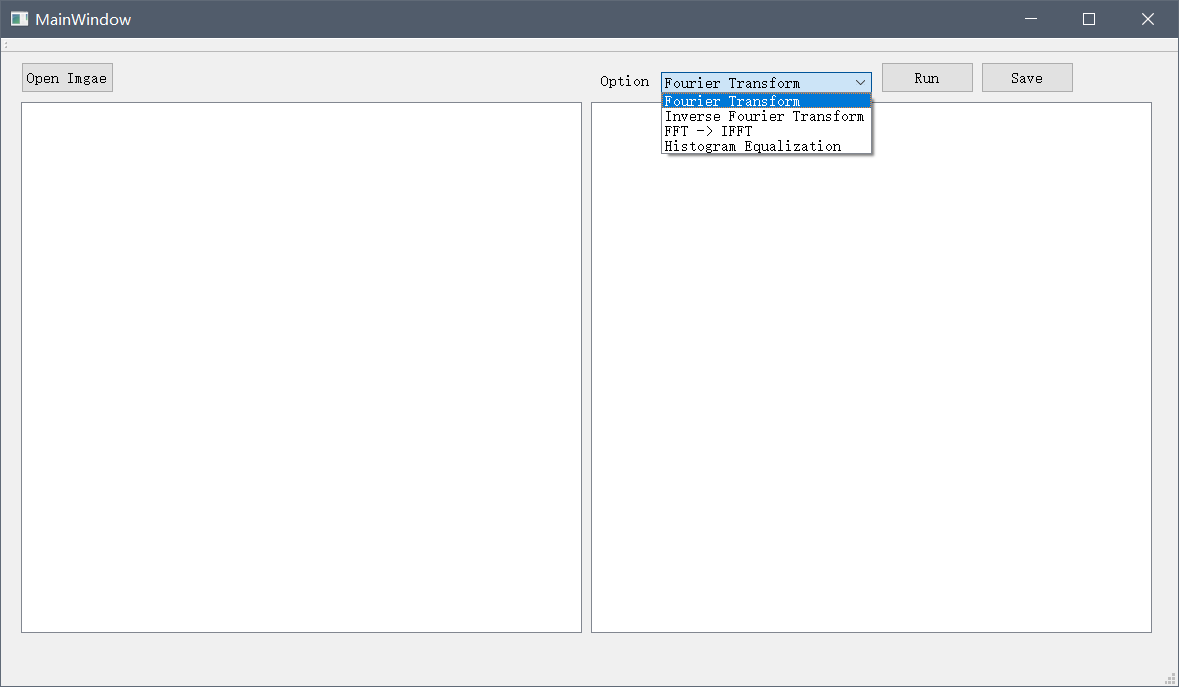 MainWindow
Open Imgae
Option
Fourier Transform
Run
Save
Fourier Transform
Inverse Fourier Transform
FFT -> IFFT
Histogram Equalization